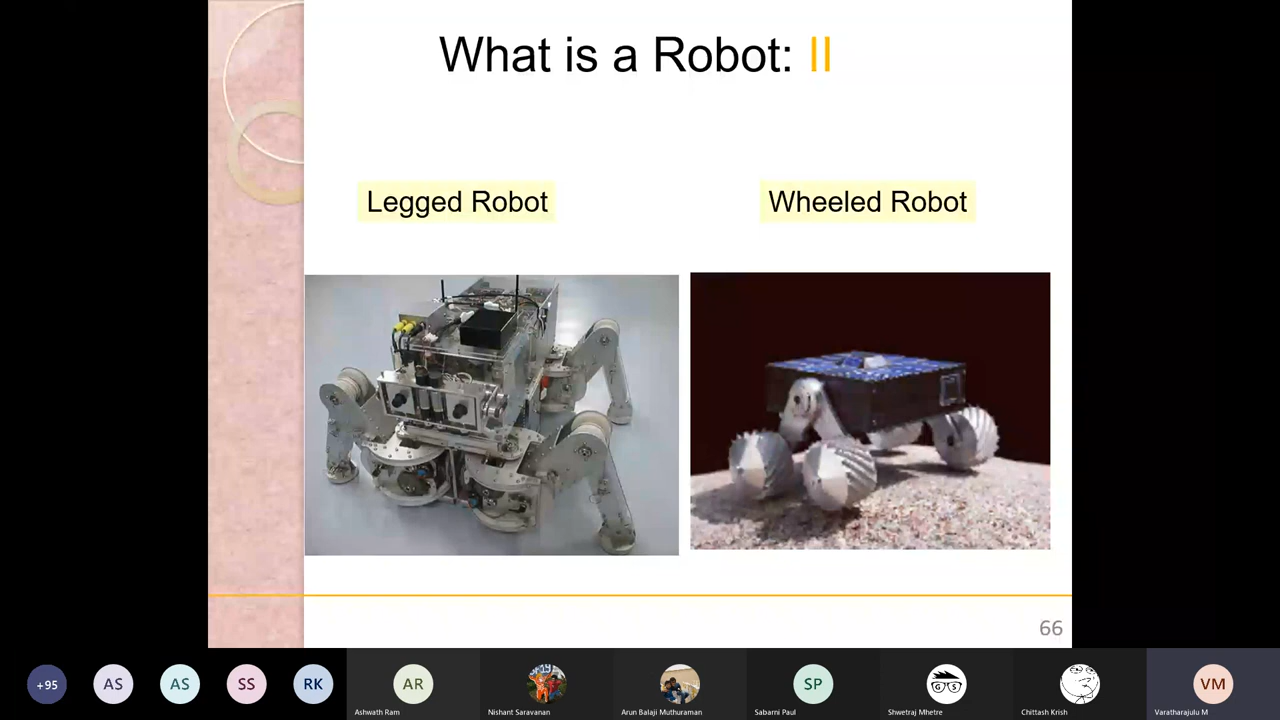 What is a Robot: II
Legged Robot
Wheeled Robot
66
+95
AS
AS
SS
RK
AR
SP
VM
Ashwath Ram
Nishant Saravanan
Arun Balaji Muthuraman
Sabarni Paul
Shwetraj Mhetre
Chittash Krish
Varatharajulu M